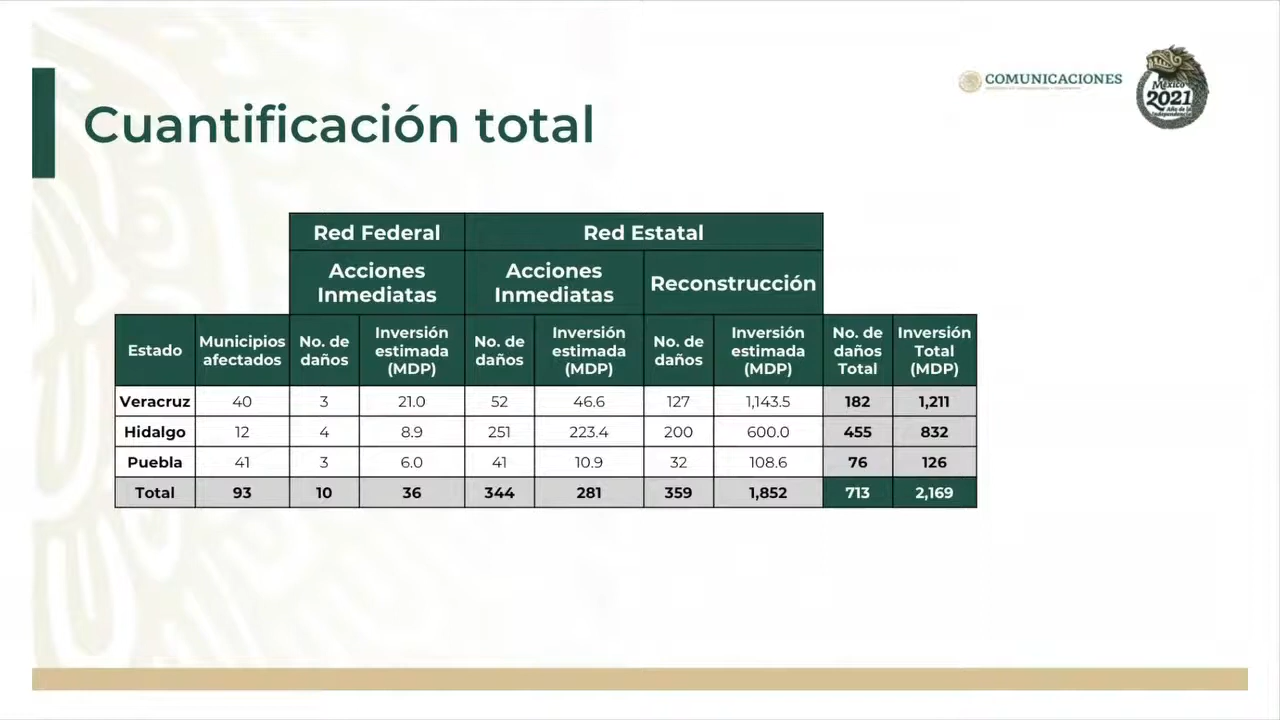 COMUNICACIONES
México
2021
Año de la
Independencia
Cuantificación total
Red Federal Red Estatal
Acciones Inmediatas Acciones Inmediatas Reconstrucción
Estado Municipios afectados No. de daños Inversión estimada (MDP) No. de daños Inversión estimada (MDP) No. de daños Inversión estimada (MDP) No. de daños Total Inversión Total (MDP)
Veracruz 40 3 21.0 52 46.6 127 1,143.5 182 1,211
Hidalgo 12 4 8.9 251 223.4 200 600.0 455 832
Puebla 41 3 6.0 41 10.9 32 108.6 76 126
Total 93 10 36 344 281 359 1,852 713 2,169